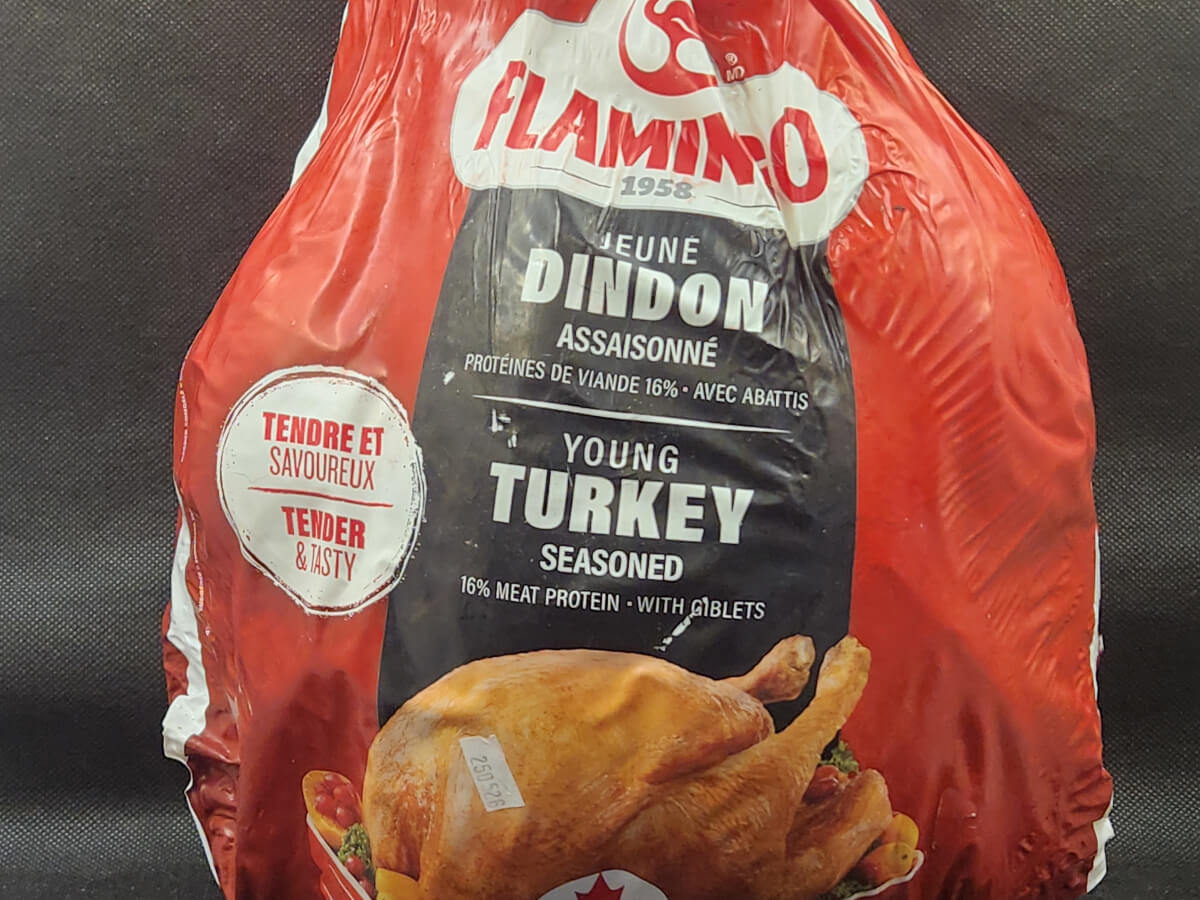 MD
FLAMINGO
1958
JEUNE
DINDON
ASSAISONNÉ
PROTÉINES DE VIANDE 16% • AVEC ABATTIS
YOUNG
TURKEY
SEASONED
16% MEAT PROTEIN • WITH GIBLETS
TENDRE ET
SAVOUREUX
TENDER
& TASTY
250526